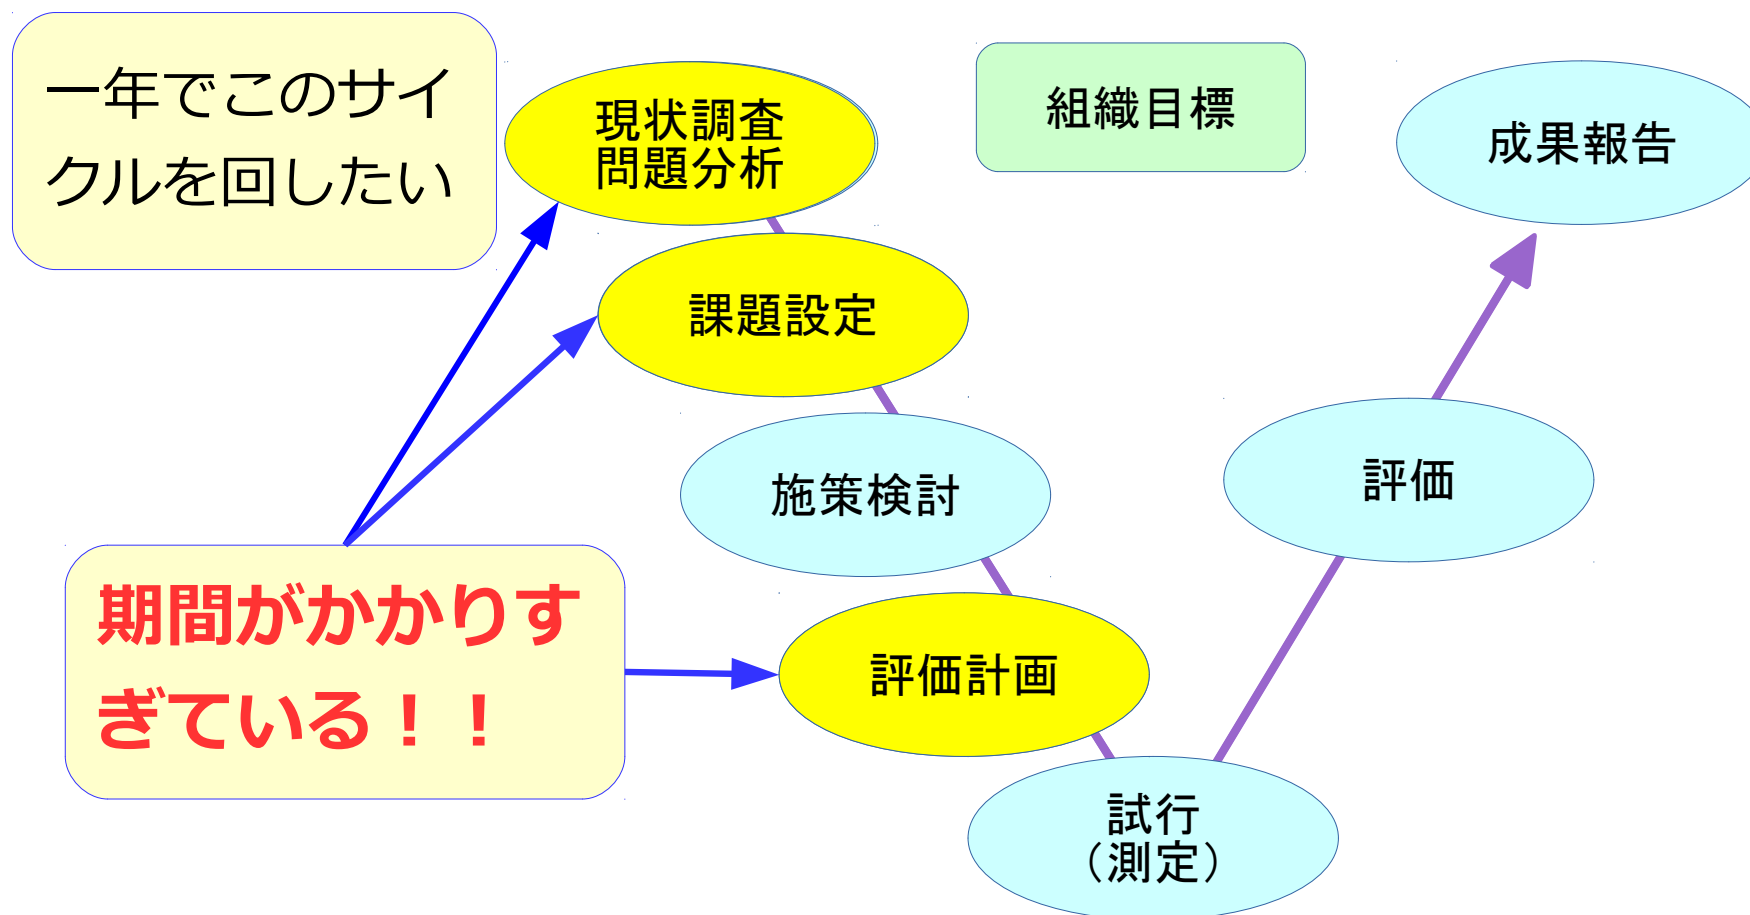 一年でこのサイ
クルを回したい
現状調査
問題分析
組織目標
成果報告
課題設定
施策検討
評価
期間がかかりす
ぎている！！
評価計画
試行
（測定）